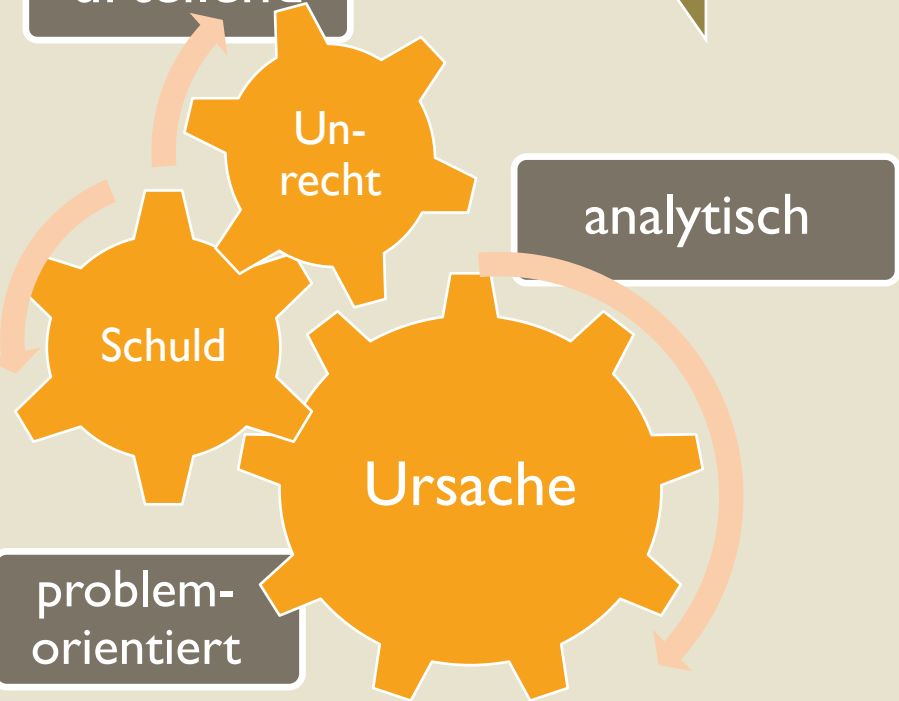 Un-
recht
analytisch
Schuld
Ursache
problem-
orientiert